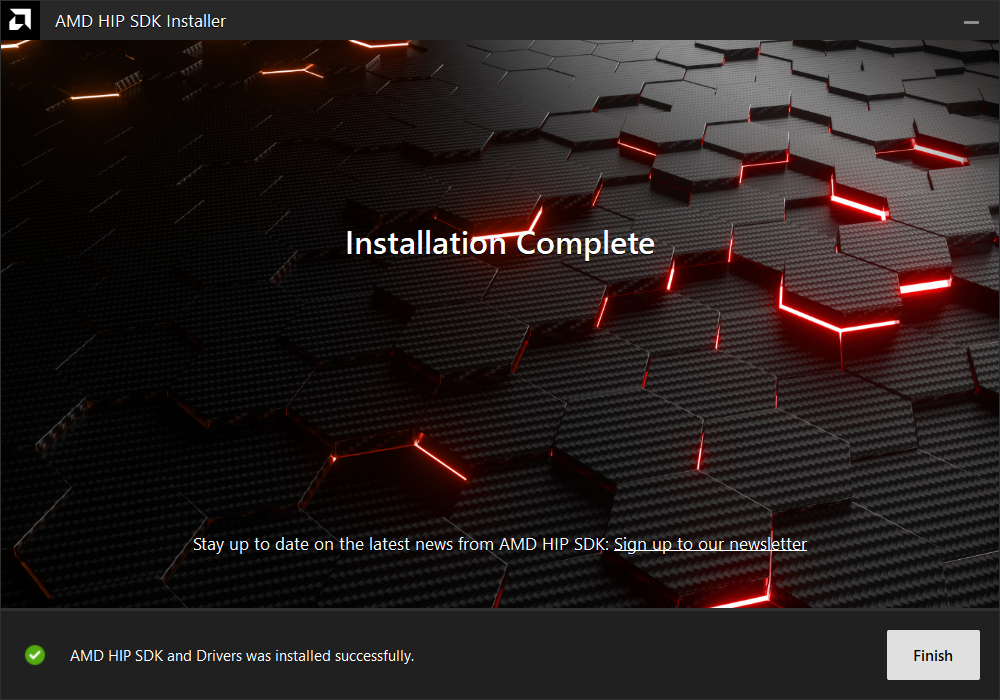 AMD HIP SDK Installer
Installation Complete
Stay up to date on the latest news from AMD HIP SDK: Sign up to our newsletter
AMD HIP SDK and Drivers was installed successfully.
Finish